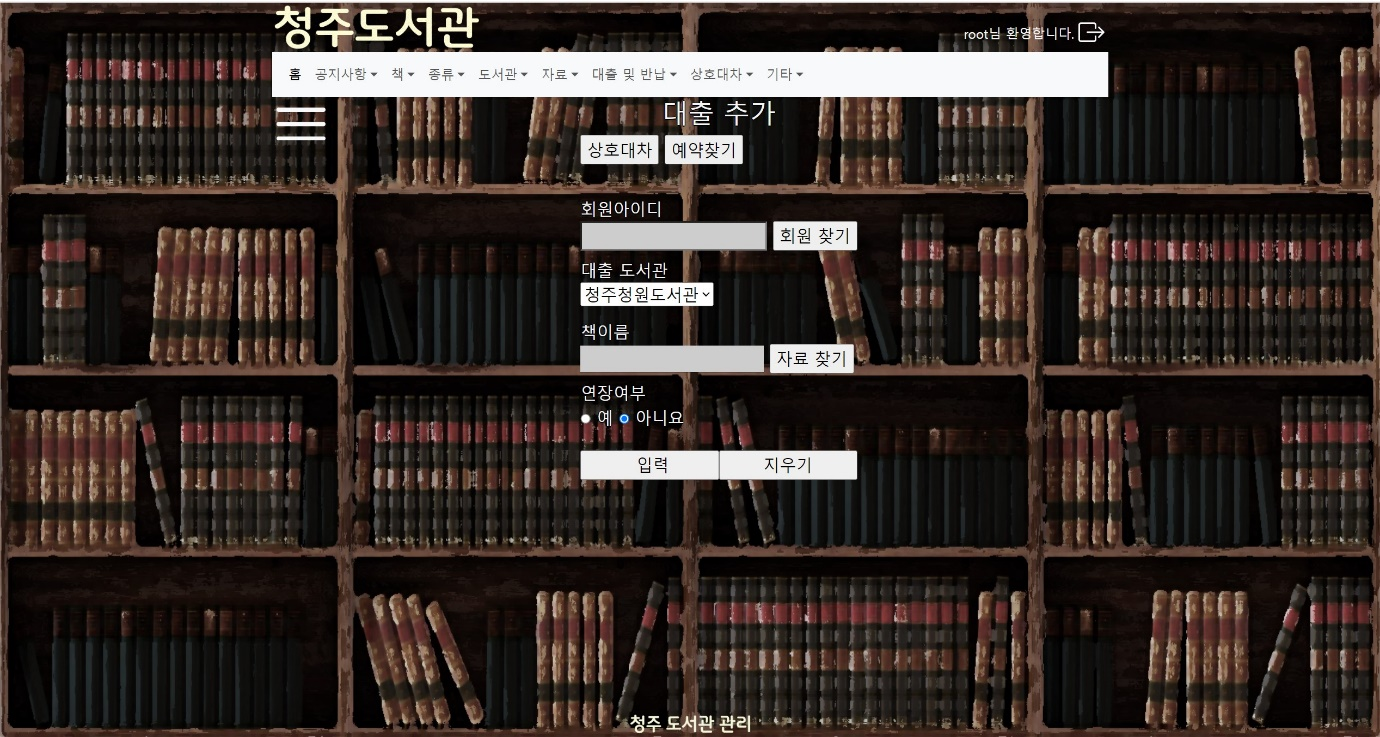 청주도서관
root님 환영합니다.
홈 공지사항 책 종류 도서관 자료 대출 및 반납 상호대차 기타
대출 추가
상호대차 예약찾기
회원아이디
회원 찾기
대출 도서관
청주청원도서관
책이름
자료 찾기
연장여부
예 아니요
입력 지우기
청주 도서관 관리